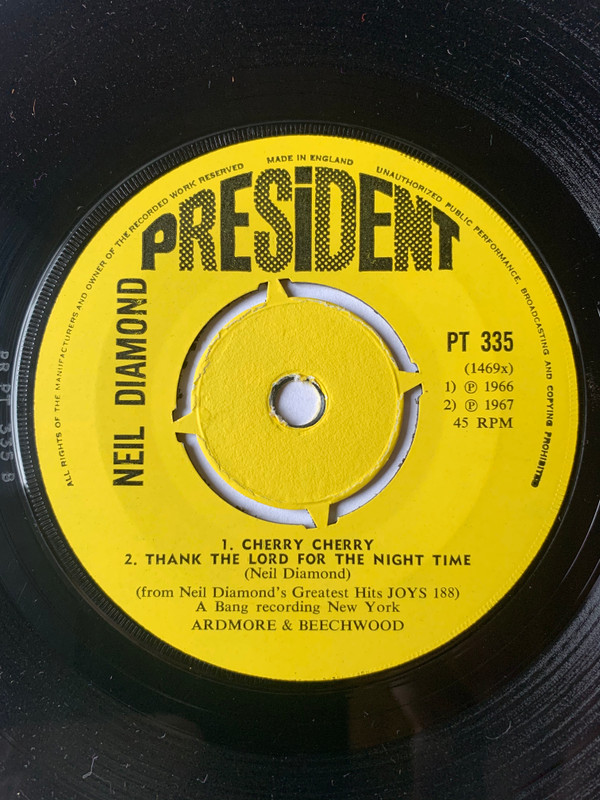 ALL RIGHTS OF THE MANUFACTURERS AND OWNER OF THE RECORDED WORK RESERVED
MADE IN ENGLAND
UNAUTHORIZED PUBLIC PERFORMANCE, BROADCASTING AND COPYING PROHIBITED
PRESiDENT
NEIL DIAMOND
PT 335
(1469x)
1) ℗ 1966
2) ℗ 1967
45 RPM
1. CHERRY CHERRY
2. THANK THE LORD FOR THE NIGHT TIME
(Neil Diamond)
(from Neil Diamond's Greatest Hits JOYS 188)
A Bang recording New York
ARDMORE & BEECHWOOD
PT 335 B